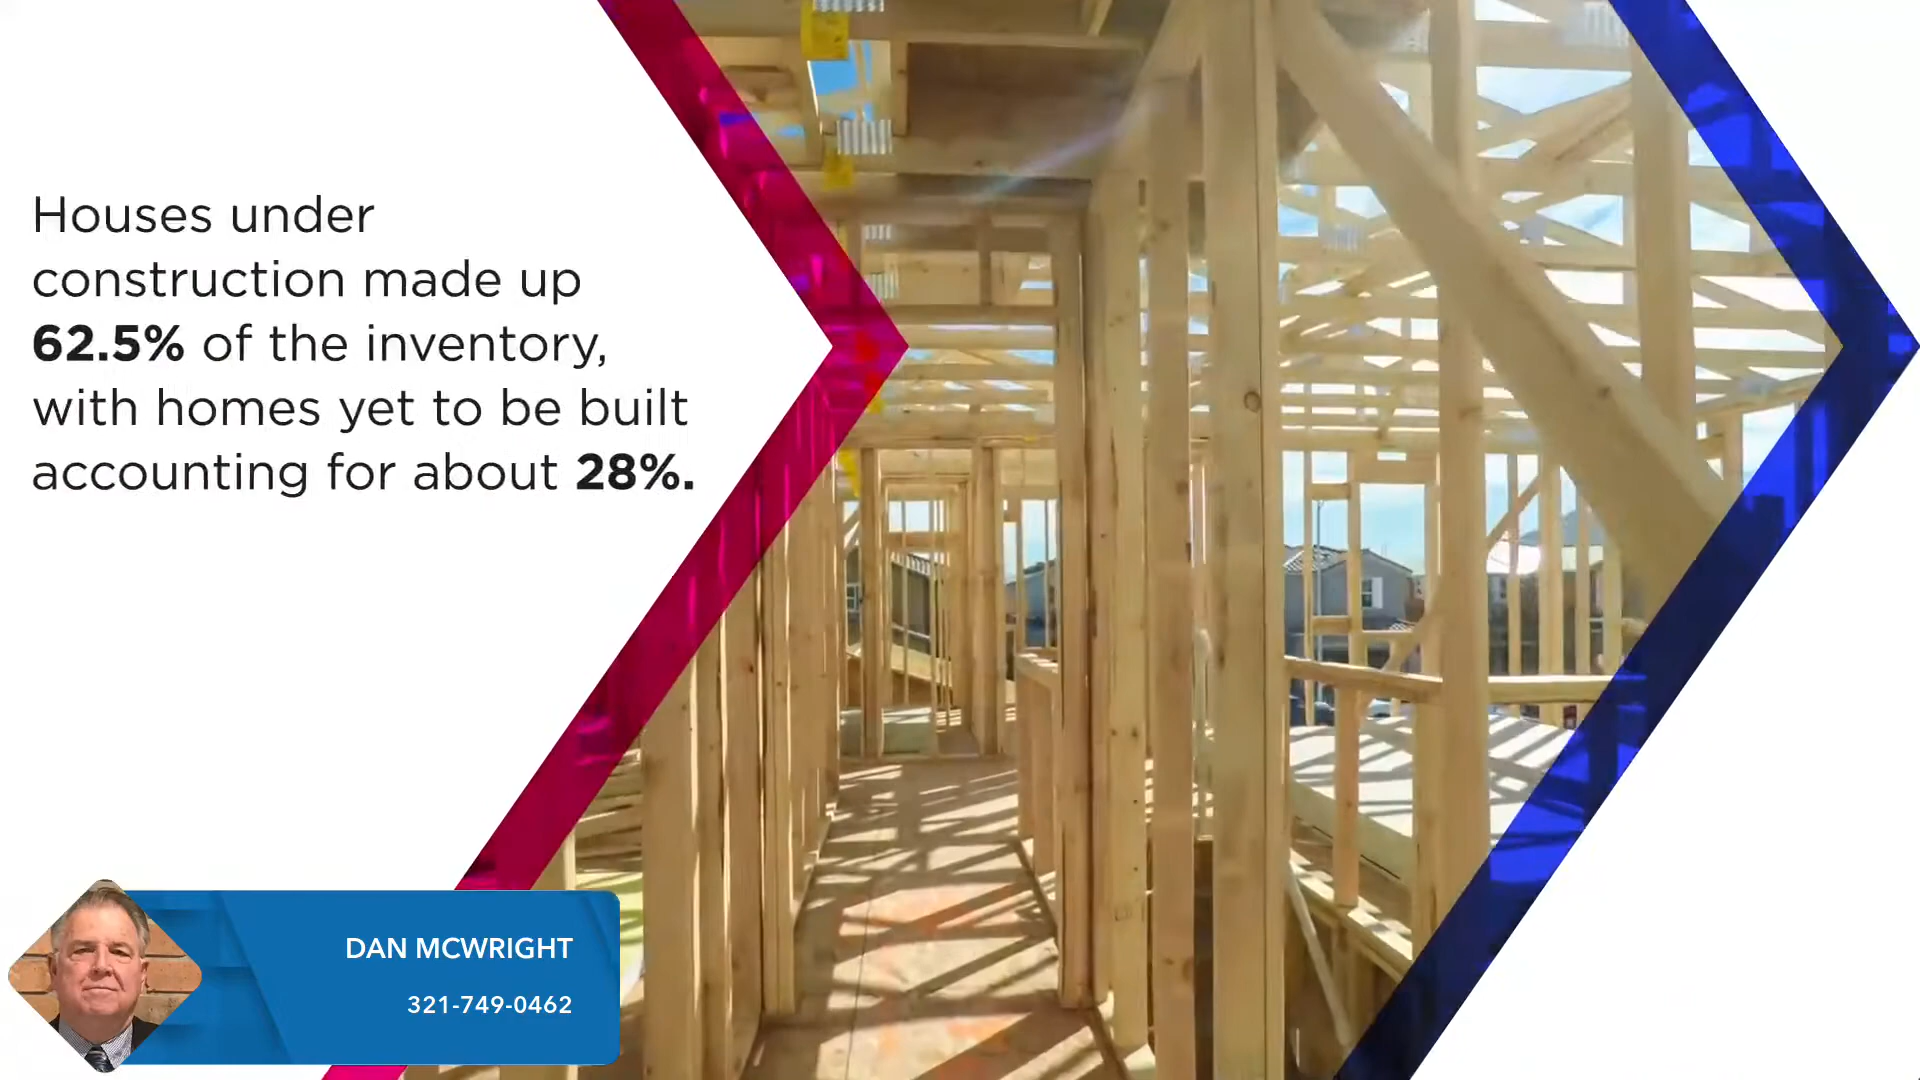 Houses under
construction made up
62.5% of the inventory,
with homes yet to be built
accounting for about 28%.
DAN MCWRIGHT
321-749-0462